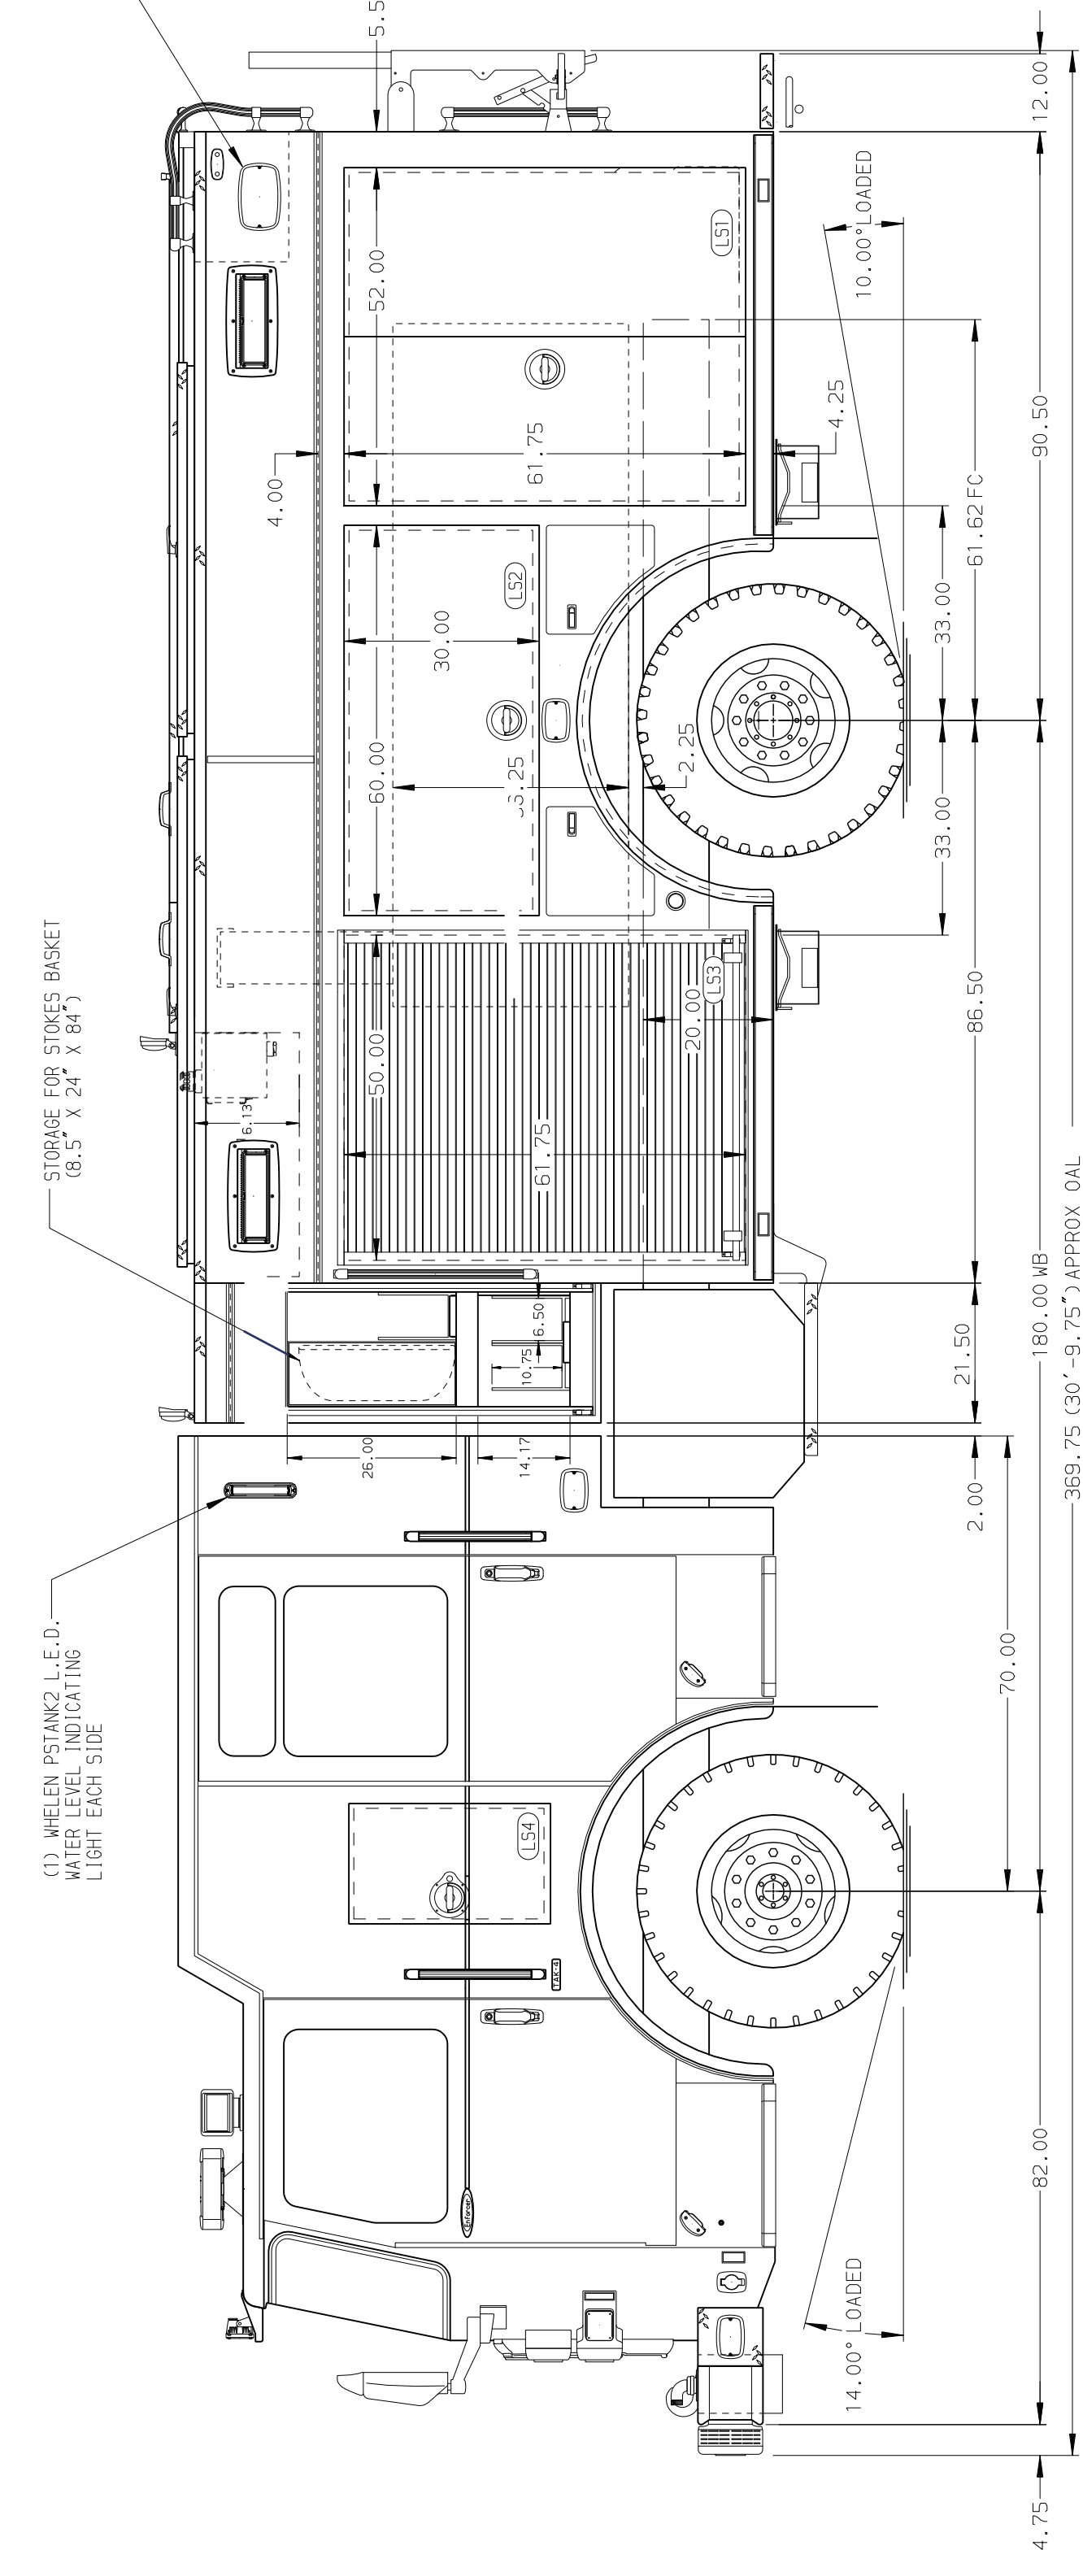 5.5
12.00
10.00°LOADED
LS1
52.00
61.75
4.00
4.25
90.50
61.62 FC
33.00
LS2
30.00
60.00
2.25
33.00
86.50
STORAGE FOR STOKES BASKET
(8.5" X 24" X 84")
LS3
20.00
50.00
61.75
6.13
6.50
10.75
21.50
180.00 WB
369.75 (30'-9.75") APPROX OAL
26.00
14.17
2.00
70.00
(1) WHELEN PSTANK2 L.E.D.
WATER LEVEL INDICATING
LIGHT EACH SIDE
LS4
TAK-4
Enforcer
82.00
14.00° LOADED
4.75